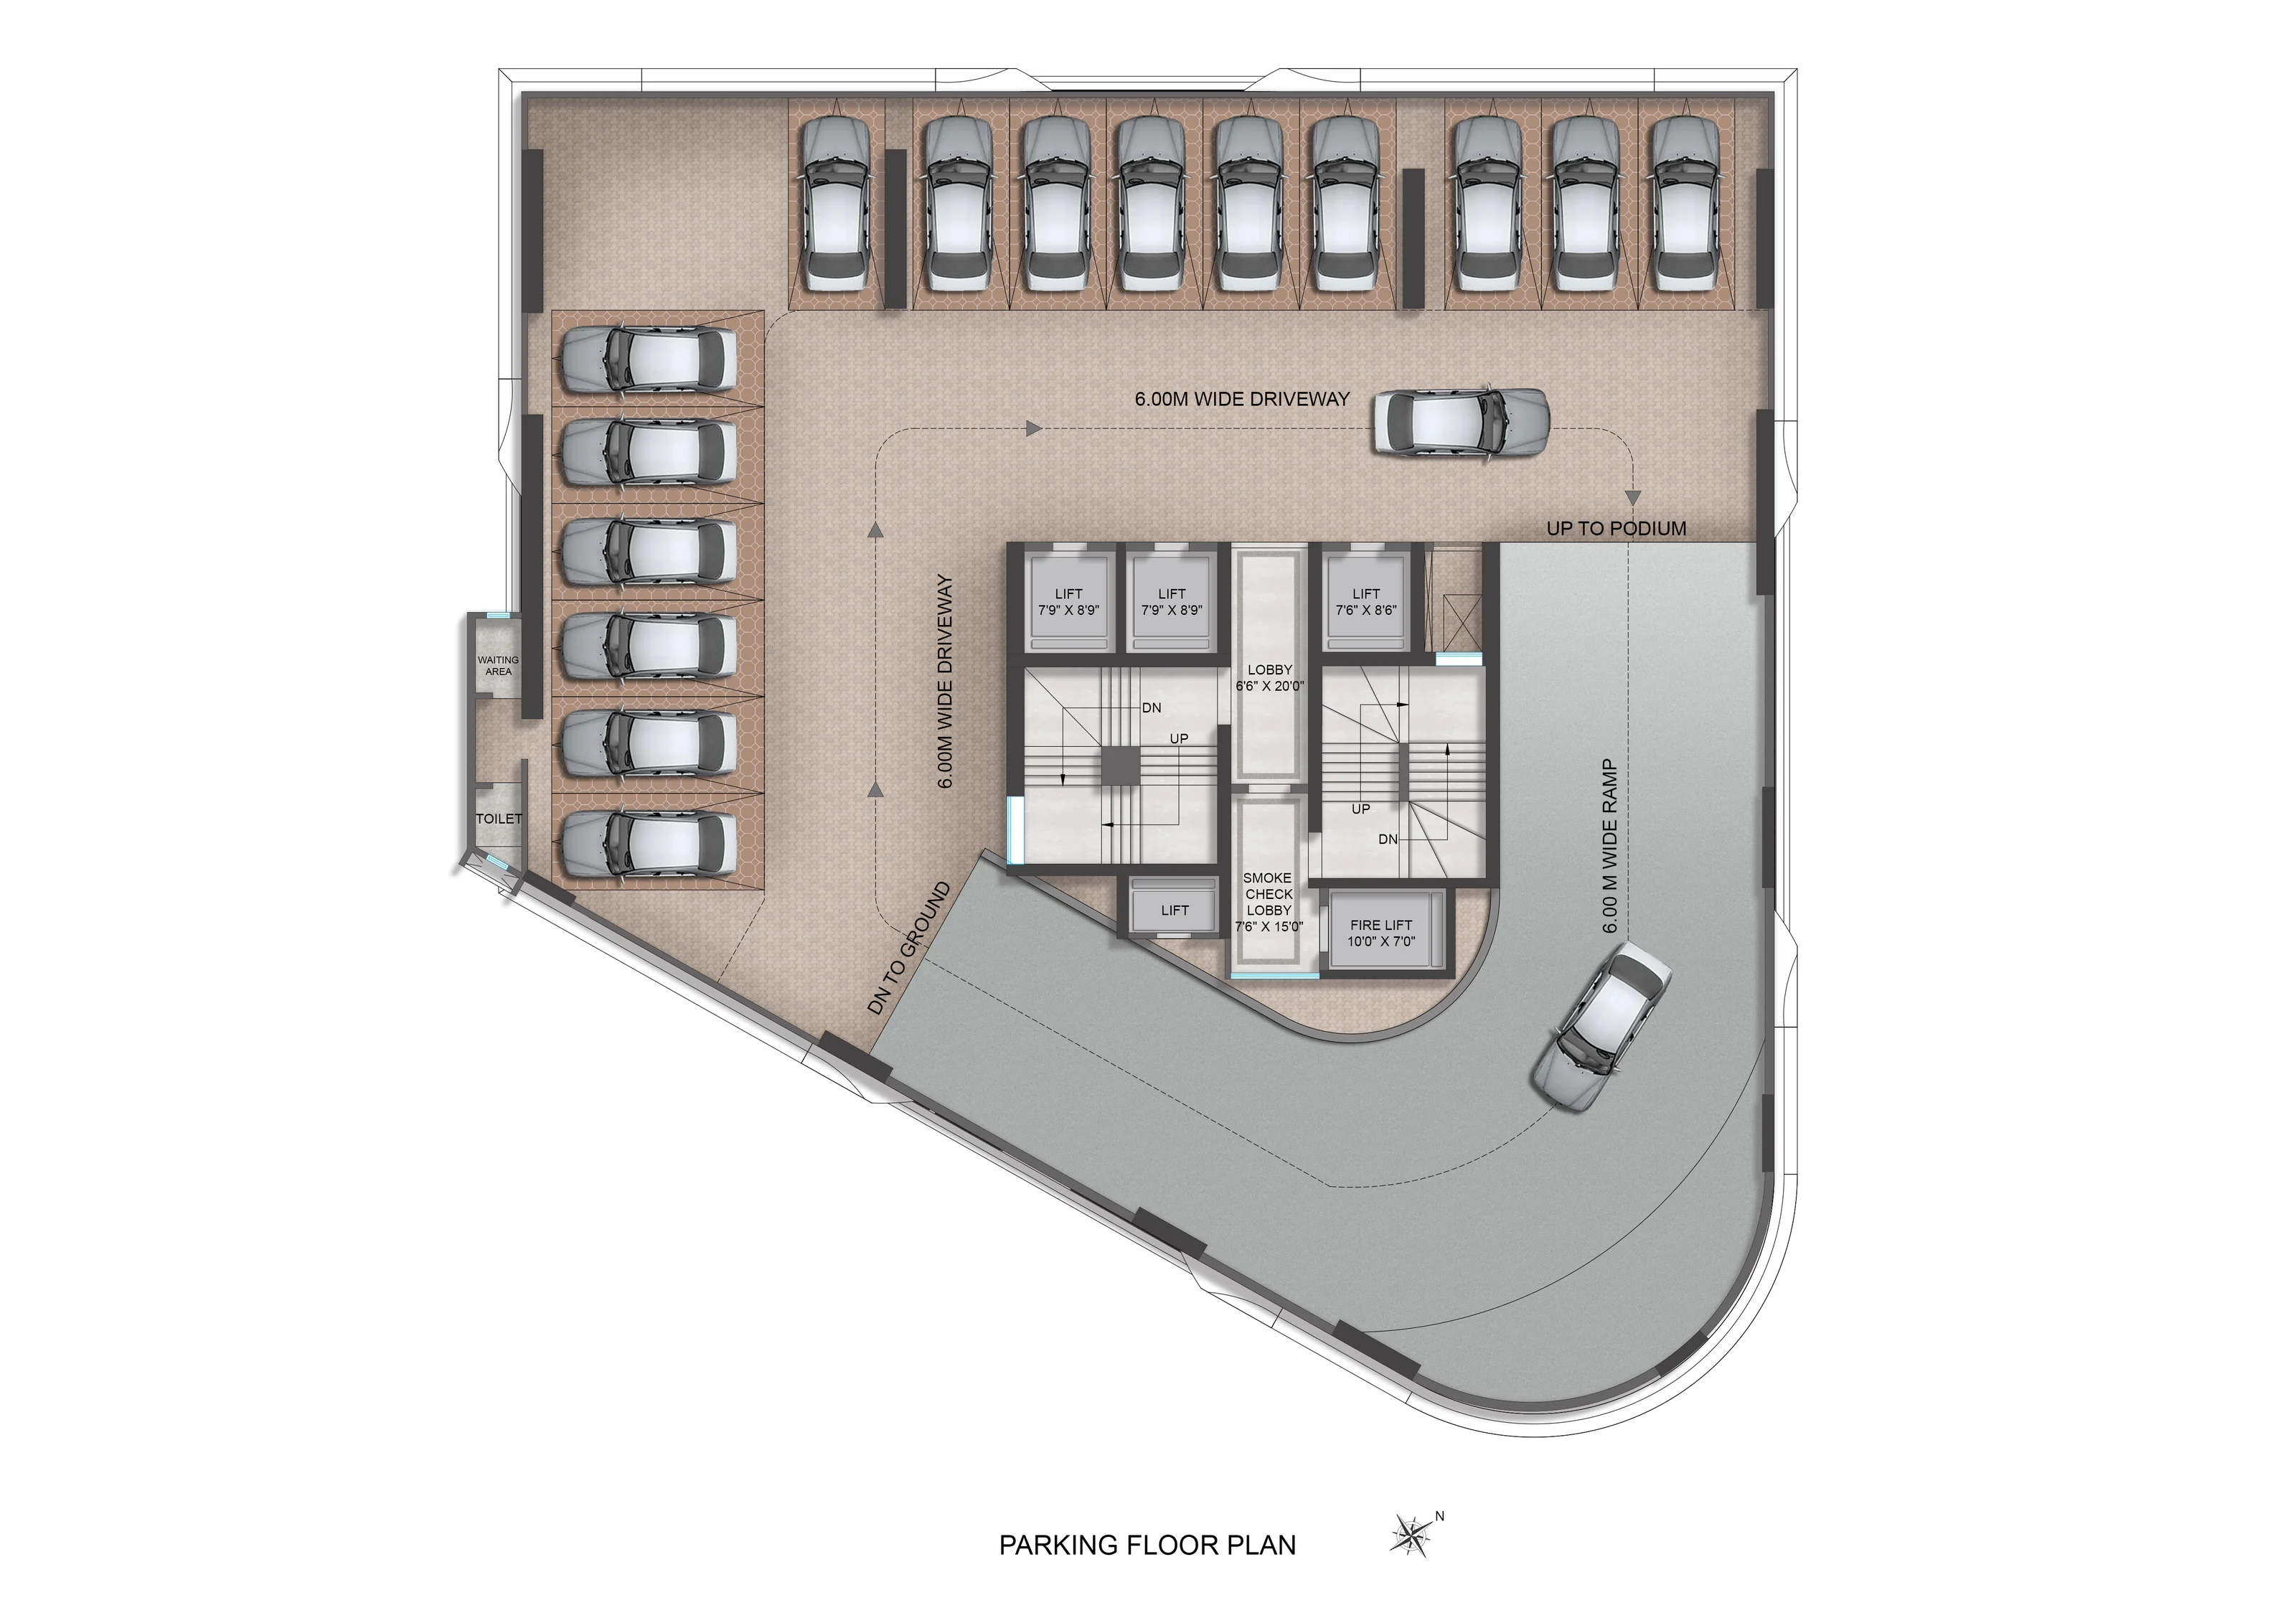 6.00M WIDE DRIVEWAY
UP TO PODIUM
LIFT
7'9" X 8'9"
LIFT
7'9" X 8'9"
LIFT
7'6" X 8'6"
6.00M WIDE DRIVEWAY
WAITING
AREA
LOBBY
6'6" X 20'0"
DN
UP
UP
DN
TOILET
6.00 M WIDE RAMP
DN TO GROUND
LIFT
SMOKE
CHECK
LOBBY
7'6" X 15'0"
FIRE LIFT
10'0" X 7'0"
PARKING FLOOR PLAN
N